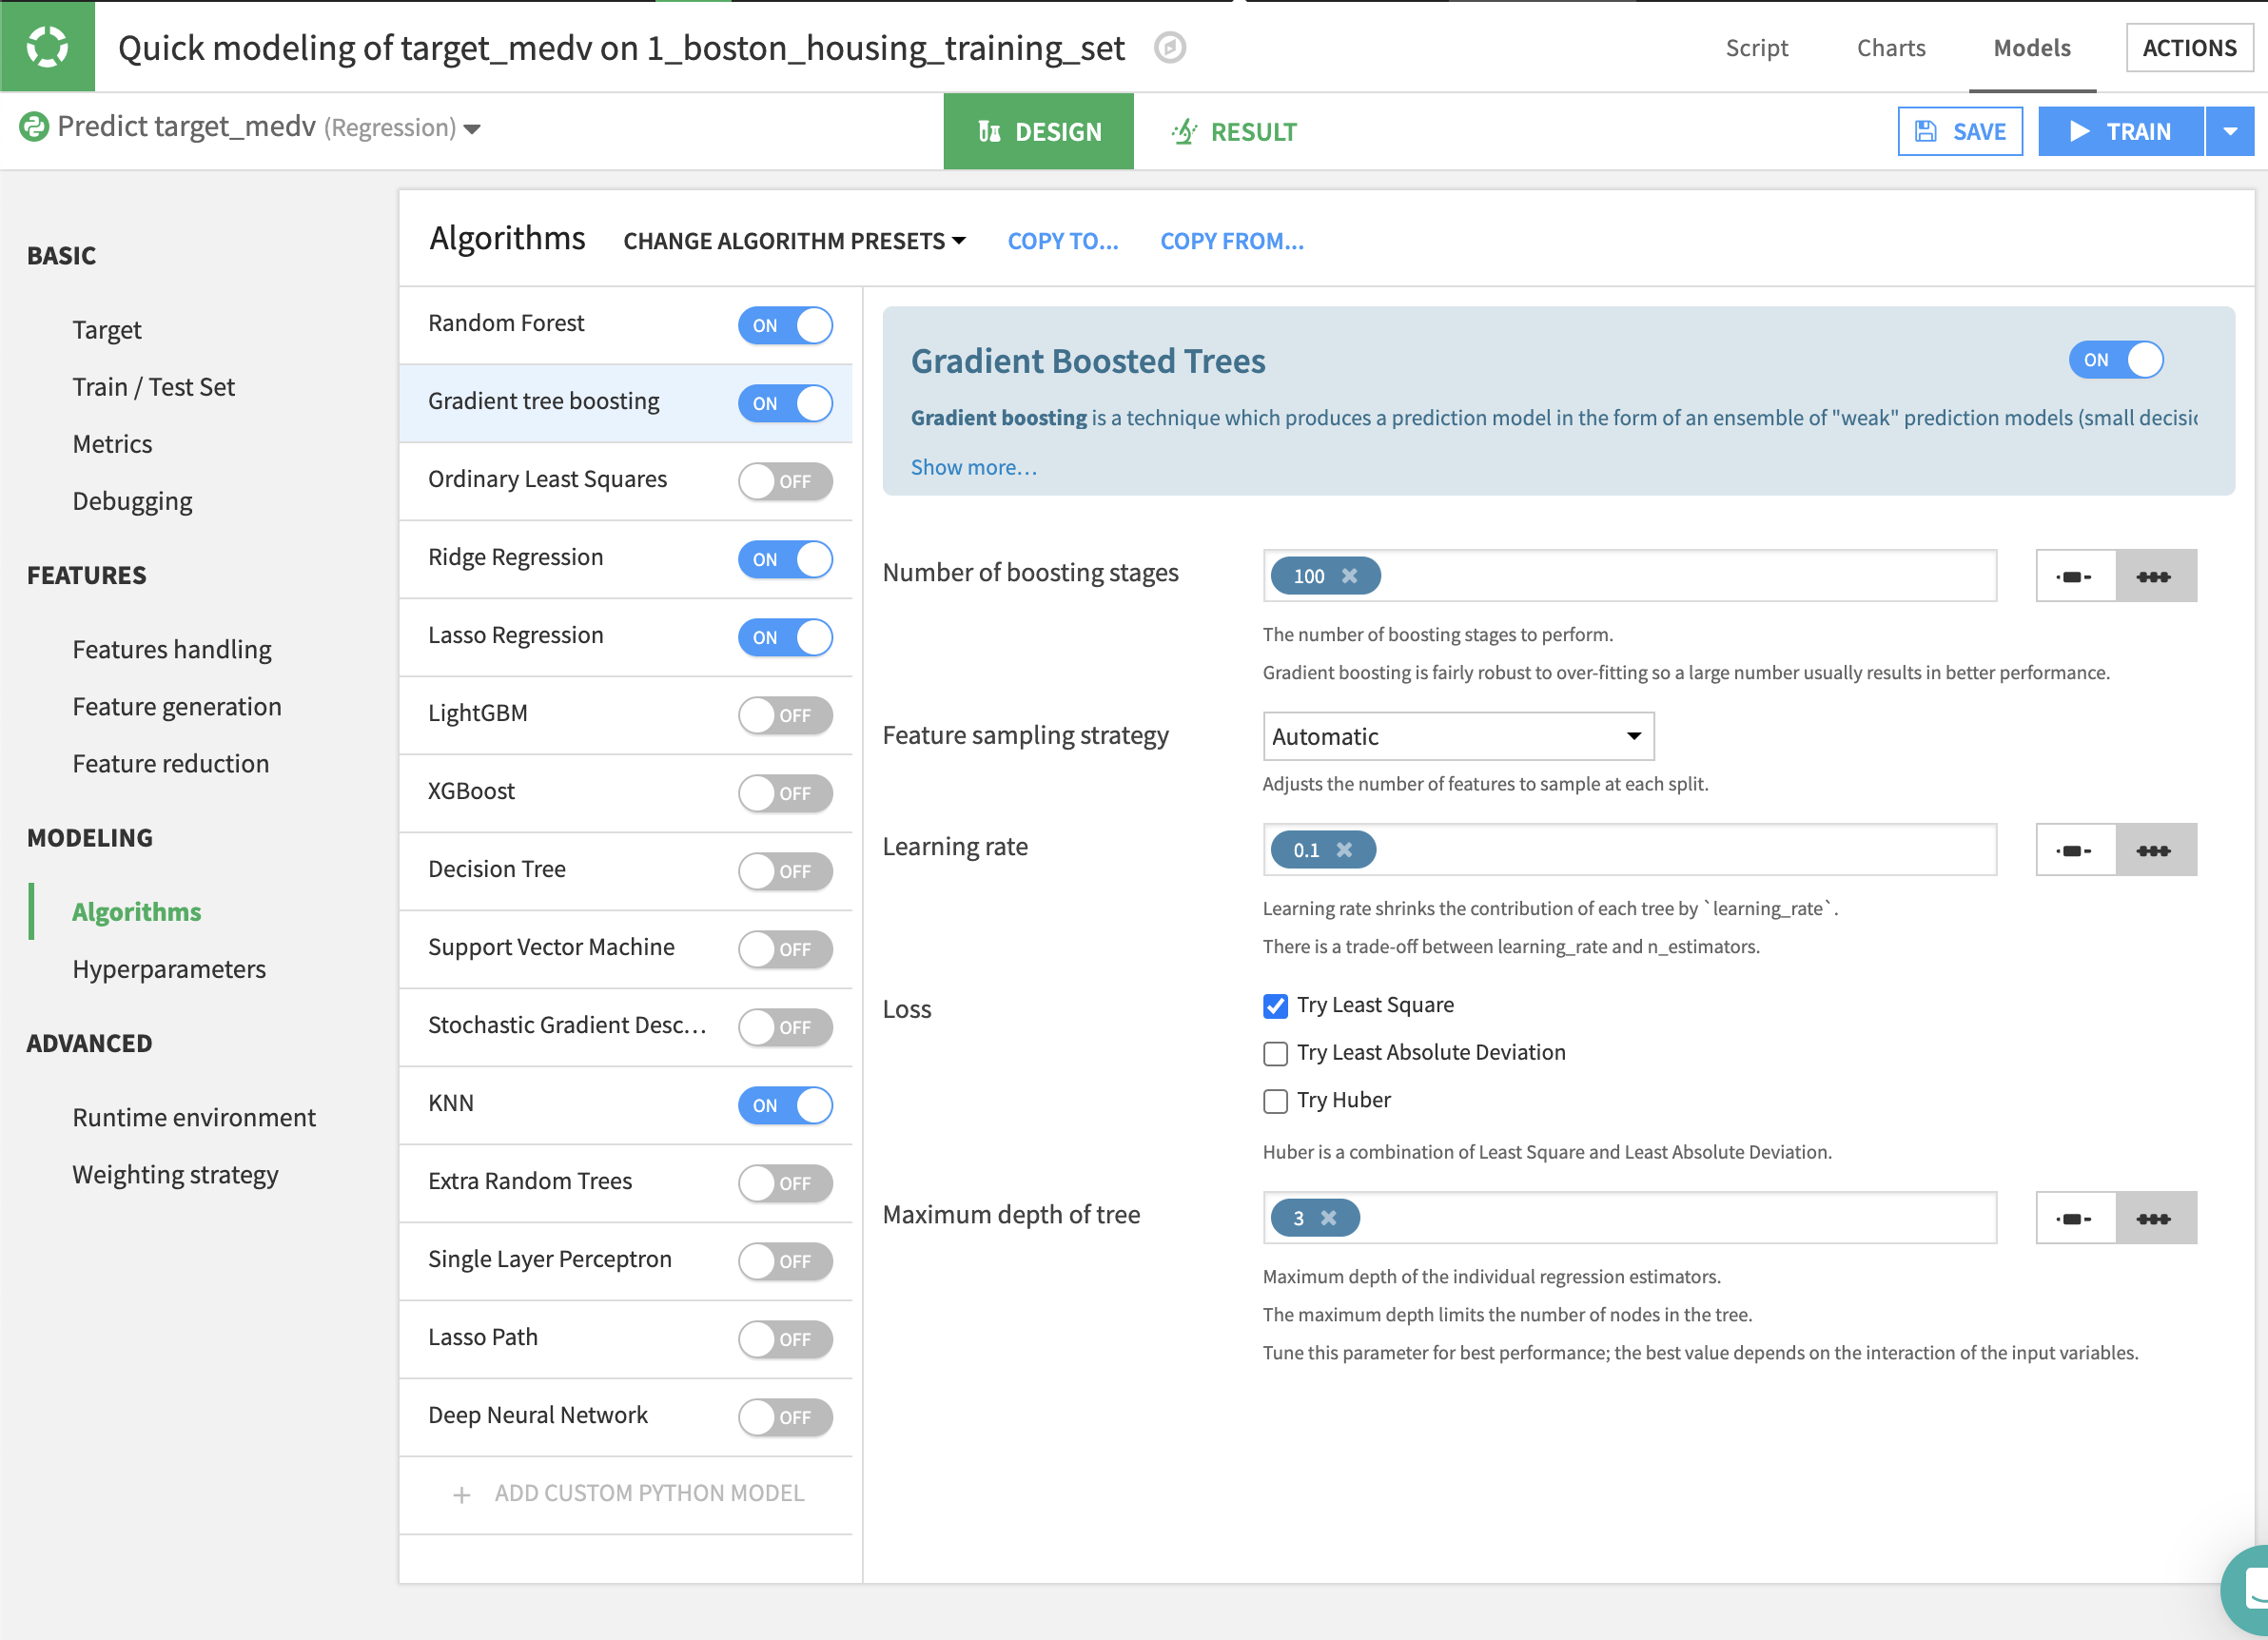 Quick modeling of target_medv on 1_boston_housing_training_set
Script
Charts
Models
ACTIONS
Predict target_medv (Regression)
DESIGN
RESULT
SAVE
TRAIN
BASIC
Target
Train / Test Set
Metrics
Debugging
FEATURES
Features handling
Feature generation
Feature reduction
MODELING
Algorithms
Hyperparameters
ADVANCED
Runtime environment
Weighting strategy
Algorithms
CHANGE ALGORITHM PRESETS
COPY TO...
COPY FROM...
Random Forest ON
Gradient tree boosting ON
Ordinary Least Squares OFF
Ridge Regression ON
Lasso Regression ON
LightGBM OFF
XGBoost OFF
Decision Tree OFF
Support Vector Machine OFF
Stochastic Gradient Desc... OFF
KNN ON
Extra Random Trees OFF
Single Layer Perceptron OFF
Lasso Path OFF
Deep Neural Network OFF
+ ADD CUSTOM PYTHON MODEL
Gradient Boosted Trees ON
Gradient boosting is a technique which produces a prediction model in the form of an ensemble of "weak" prediction models (small decisic
Show more...
Number of boosting stages
100
The number of boosting stages to perform.
Gradient boosting is fairly robust to over-fitting so a large number usually results in better performance.
Feature sampling strategy
Automatic
Adjusts the number of features to sample at each split.
Learning rate
0.1
Learning rate shrinks the contribution of each tree by `learning_rate`.
There is a trade-off between learning_rate and n_estimators.
Loss
Try Least Square
Try Least Absolute Deviation
Try Huber
Huber is a combination of Least Square and Least Absolute Deviation.
Maximum depth of tree
3
Maximum depth of the individual regression estimators.
The maximum depth limits the number of nodes in the tree.
Tune this parameter for best performance; the best value depends on the interaction of the input variables.